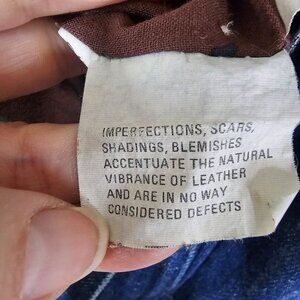 IMPERFECTIONS, SCARS,
SHADINGS, BLEMISHES
ACCENTUATE THE NATURAL
VIBRANCE OF LEATHER
AND ARE IN NO WAY
CONSIDERED DEFECTS